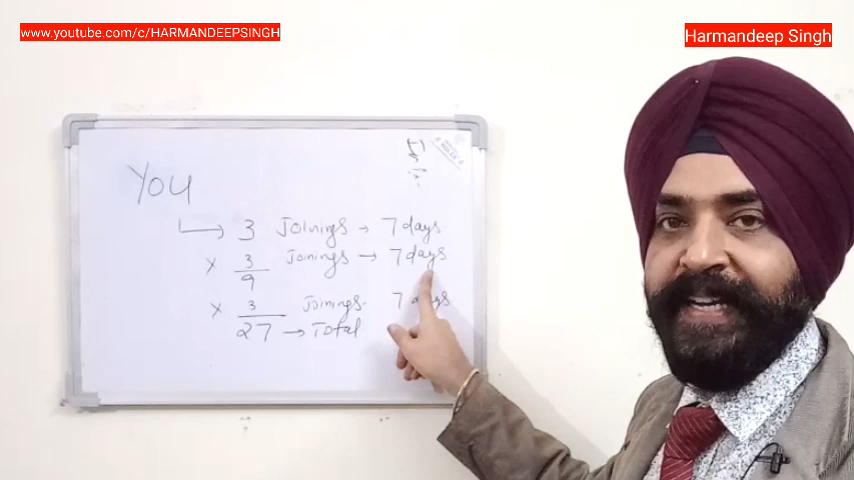 www.youtube.com/c/HARMANDEEPSINGH
Harmandeep Singh
You
3 Joinings → 7 days
× 3 Joinings → 7 days
9
× 3 Joinings - 7 days
27 → Total